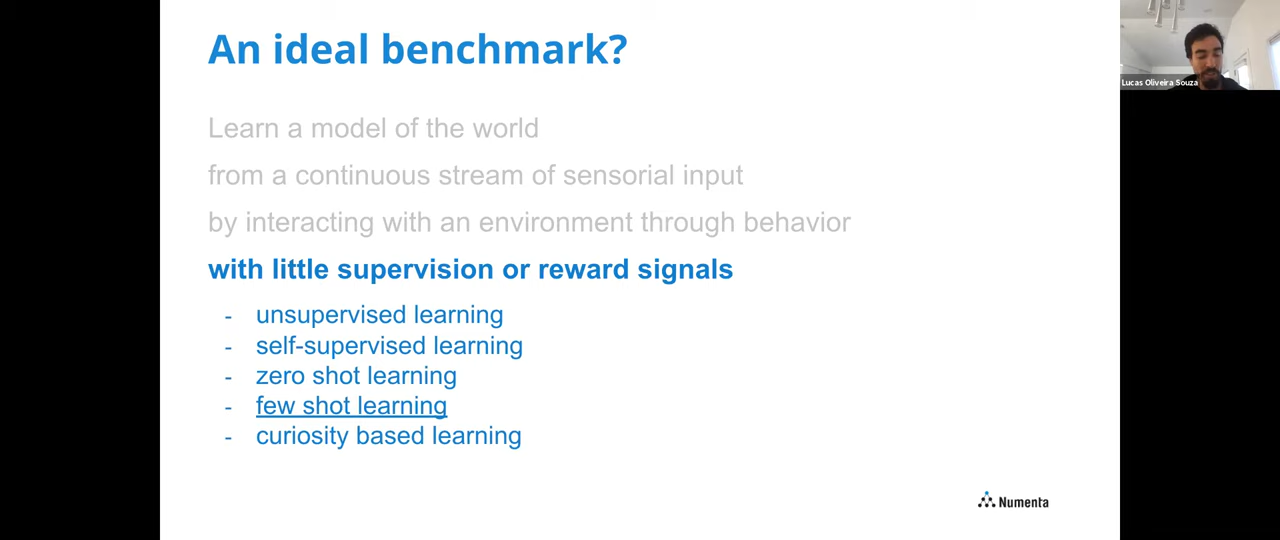 An ideal benchmark?
Lucas Oliveira Souza
Learn a model of the world
from a continuous stream of sensorial input
by interacting with an environment through behavior
with little supervision or reward signals
- unsupervised learning
- self-supervised learning
- zero shot learning
- few shot learning
- curiosity based learning
Numenta